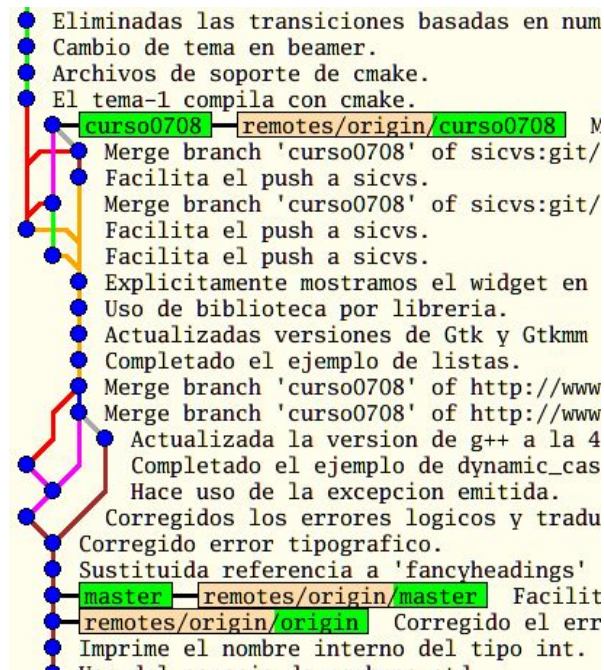 Eliminadas las transiciones basadas en num
Cambio de tema en beamer.
Archivos de soporte de cmake.
El tema-1 compila con cmake.
curso0708 remotes/origin/curso0708
Merge branch 'curso0708' of sicvs:git/
Facilita el push a sicvs.
Merge branch 'curso0708' of sicvs:git/
Facilita el push a sicvs.
Facilita el push a sicvs.
Explicitamente mostramos el widget en
Uso de biblioteca por libreria.
Actualizadas versiones de Gtk y Gtkmm
Completado el ejemplo de listas.
Merge branch 'curso0708' of http://www
Merge branch 'curso0708' of http://www
Actualizada la version de g++ a la 4
Completado el ejemplo de dynamic_cas
Hace uso de la excepcion emitida.
Corregidos los errores logicos y tradu
Corregido error tipografico.
Sustituida referencia a 'fancyheadings'
master remotes/origin/master Facilit
remotes/origin/origin Corregido el err
Imprime el nombre interno del tipo int.